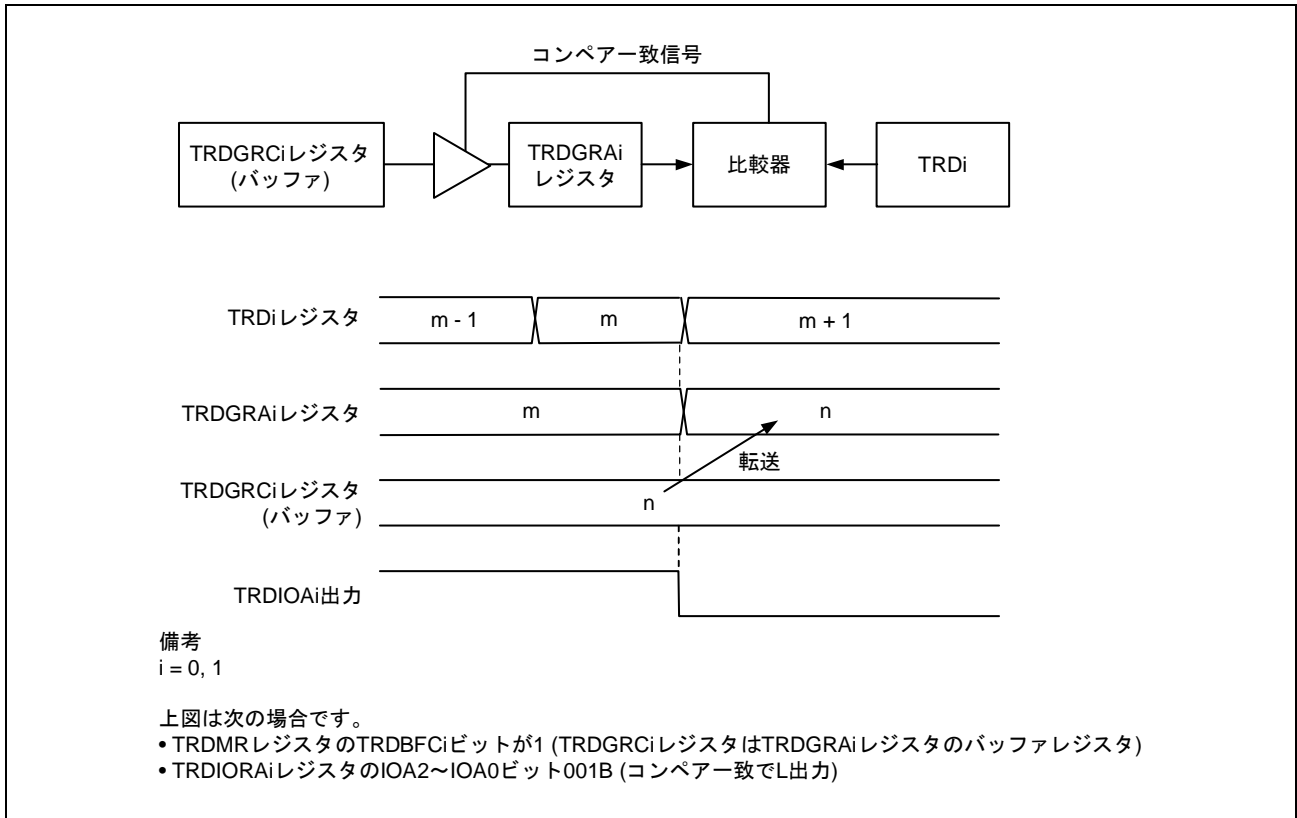 コンペアー致信号
TRDGRCiレジスタ
(バッファ)
TRDGRAi
レジスタ
比較器
TRDi
TRDiレジスタ
m - 1
m
m + 1
TRDGRAiレジスタ
m
n
転送
TRDGRCiレジスタ
(バッファ)
n
TRDIOAi出力
備考
i = 0, 1
上図は次の場合です。
• TRDMRレジスタのTRDBFCiビットが1 (TRDGRCiレジスタはTRDGRAiレジスタのバッファレジスタ)
• TRDIORAiレジスタのIOA2～IOA0ビット001B (コンペアー致でL出力)